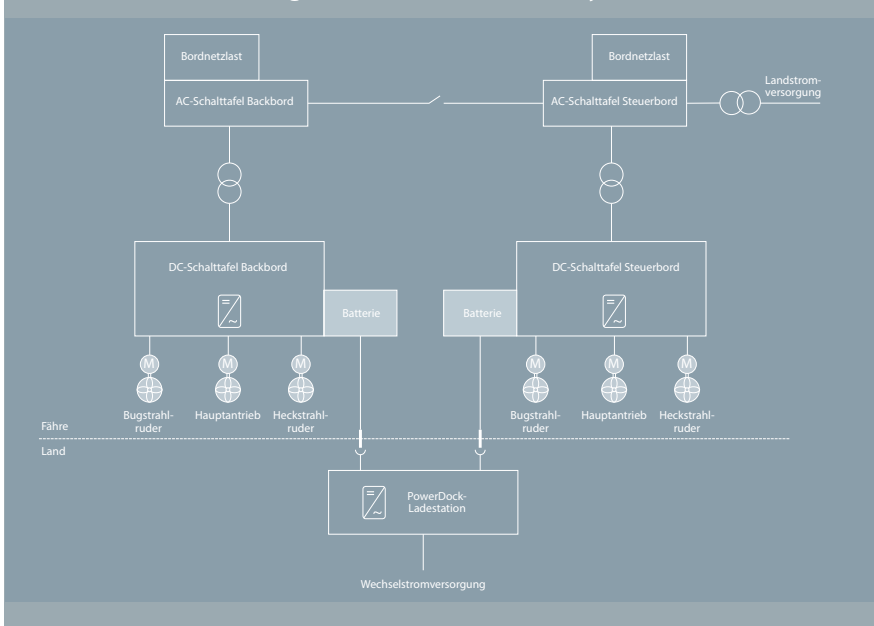 Bordnetzlast
Bordnetzlast
AC-Schalttafel Backbord
AC-Schalttafel Steuerbord
Landstrom-
versorgung
DC-Schalttafel Backbord
DC-Schalttafel Steuerbord
=
~
=
~
Batterie
Batterie
M
M
M
M
M
M
Bugstrahl-
ruder
Hauptantrieb
Heckstrahl-
ruder
Bugstrahl-
ruder
Hauptantrieb
Heckstrahl-
ruder
Fähre
Land
=
~
PowerDock-
Ladestation
Wechselstromversorgung